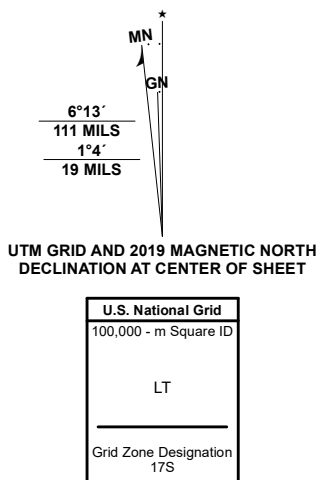 ★
MN
GN
6°13´
111 MILS
1°4´
19 MILS
UTM GRID AND 2019 MAGNETIC NORTH
DECLINATION AT CENTER OF SHEET
U.S. National Grid
100,000 - m Square ID
LT
Grid Zone Designation
17S